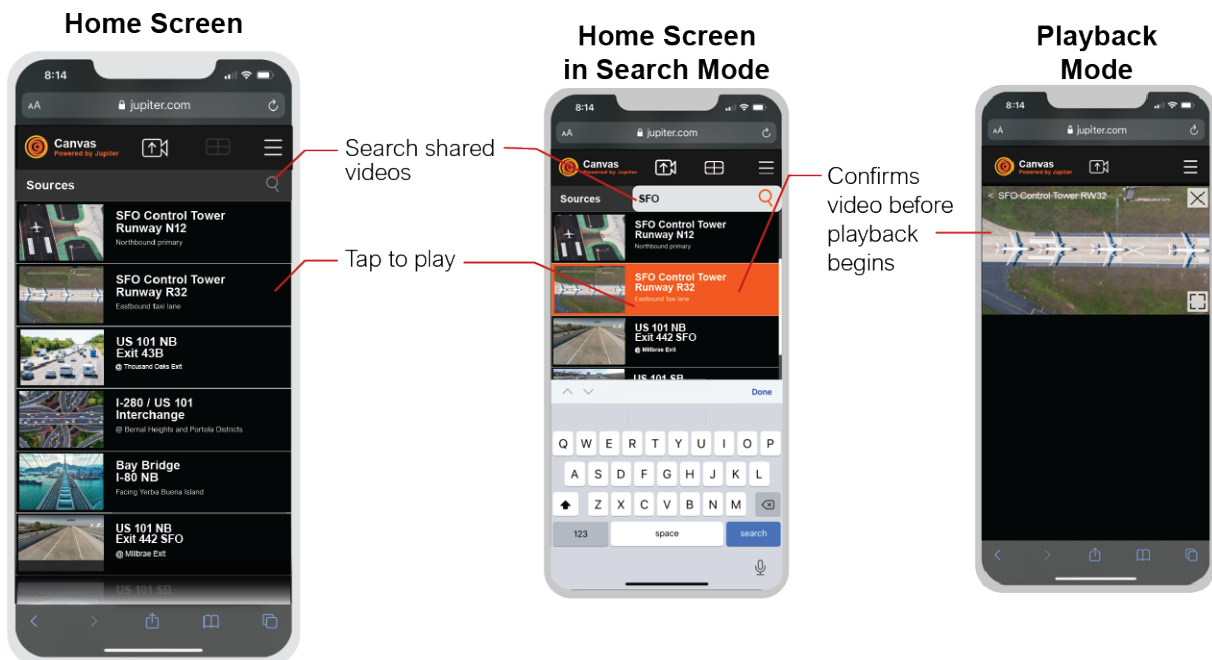 Home Screen
8:14
AA
jupiter.com
Canvas
Powered by Jupiter
Sources
SFO Control Tower
Runway N12
Northbound primary
SFO Control Tower
Runway R32
Eastbound taxi lane
US 101 NB
Exit 43B
@ Thousand Oaks Exit
I-280 / US 101
Interchange
@ Bernal Heights and Portola Districts
Bay Bridge
I-80 NB
Facing Yerba Buena Island
US 101 NB
Exit 442 SFO
@ Millbrae Exit
US 101 SB
Search shared
videos
Tap to play
Home Screen
in Search Mode
8:14
AA
jupiter.com
Canvas
Powered by Jupiter
Sources
SFO
SFO Control Tower
Runway N12
Northbound primary
SFO Control Tower
Runway R32
Eastbound taxi lane
US 101 NB
Exit 442 SFO
@ Millbrae Exit
US 101 SB
Done
Q W E R T Y U I O P
A S D F G H J K L
Z X C V B N M
123 space search
Confirms
video before
playback
begins
Playback
Mode
8:14
AA
jupiter.com
Canvas
Powered by Jupiter
< SFO Control Tower RW32